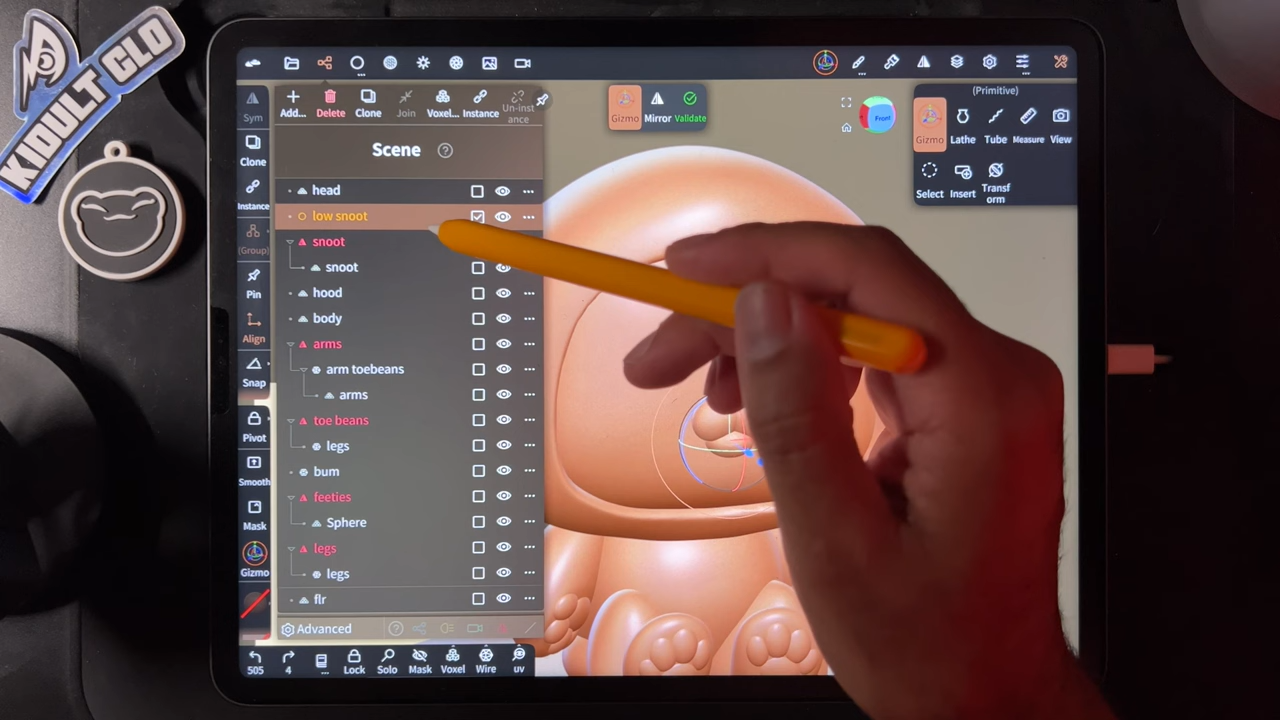 KIDULT CLO
Add...
Delete
Clone
Join
Voxel...
Instance
Un-inst
ance
Scene
?
head
low snoot
snoot
snoot
hood
body
arms
arm toebeans
arms
toe beans
legs
bum
feeties
Sphere
legs
legs
flr
Advanced
?
Sym
Clone
Instance
(Group)
Pin
Align
Snap
Pivot
Smooth
Mask
Gizmo
505
4
...
Lock
Solo
Mask
Voxel
Wire
uv
Gizmo
Mirror
Validate
Front
(Primitive)
Gizmo
Lathe
Tube
Measure
View
Select
Insert
Transf
orm